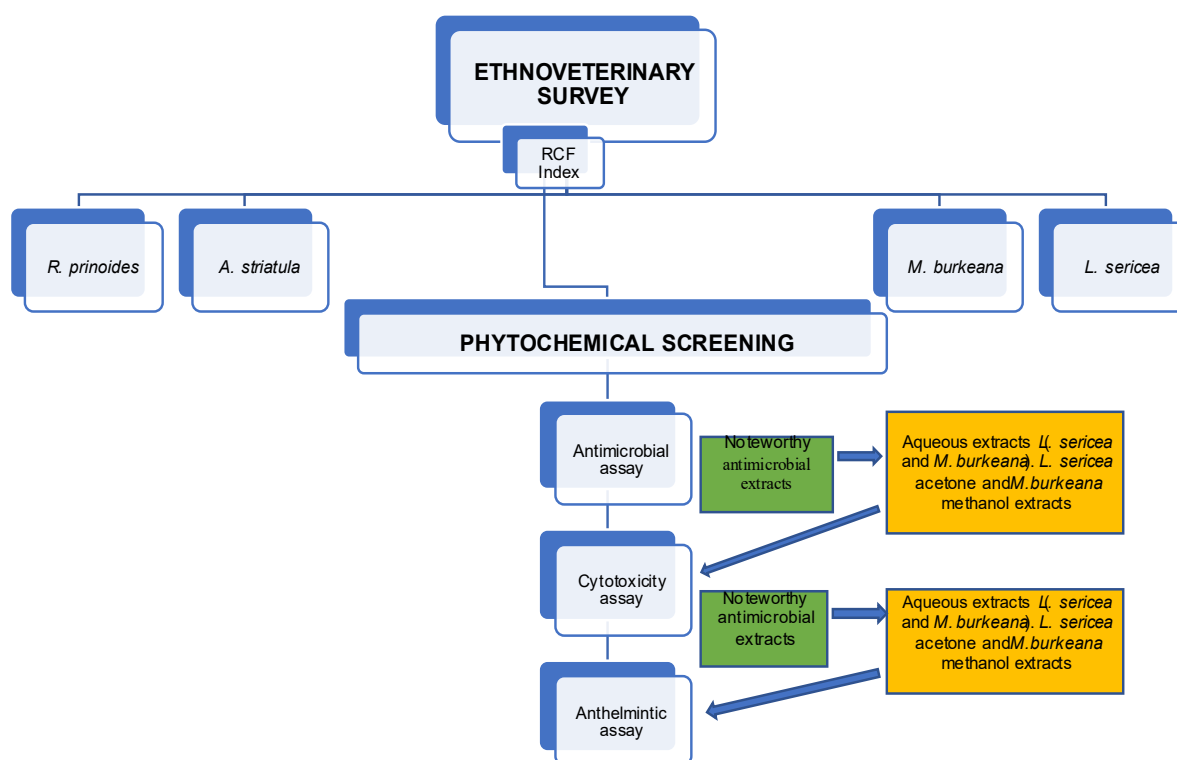 ETHNOVETERINARY
SURVEY
RCF
Index
R. prinoides
A. striatula
M. burkeana
L. sericea
PHYTOCHEMICAL SCREENING
Antimicrobial
assay
Noteworthy
antimicrobial
extracts
Aqueous extracts L(. sericea
and M. burkeana). L. sericea
acetone and M.burkeana
methanol extracts
Cytotoxicity
assay
Noteworthy
antimicrobial
extracts
Aqueous extracts L(. sericea
and M. burkeana). L. sericea
acetone and M.burkeana
methanol extracts
Anthelmintic
assay